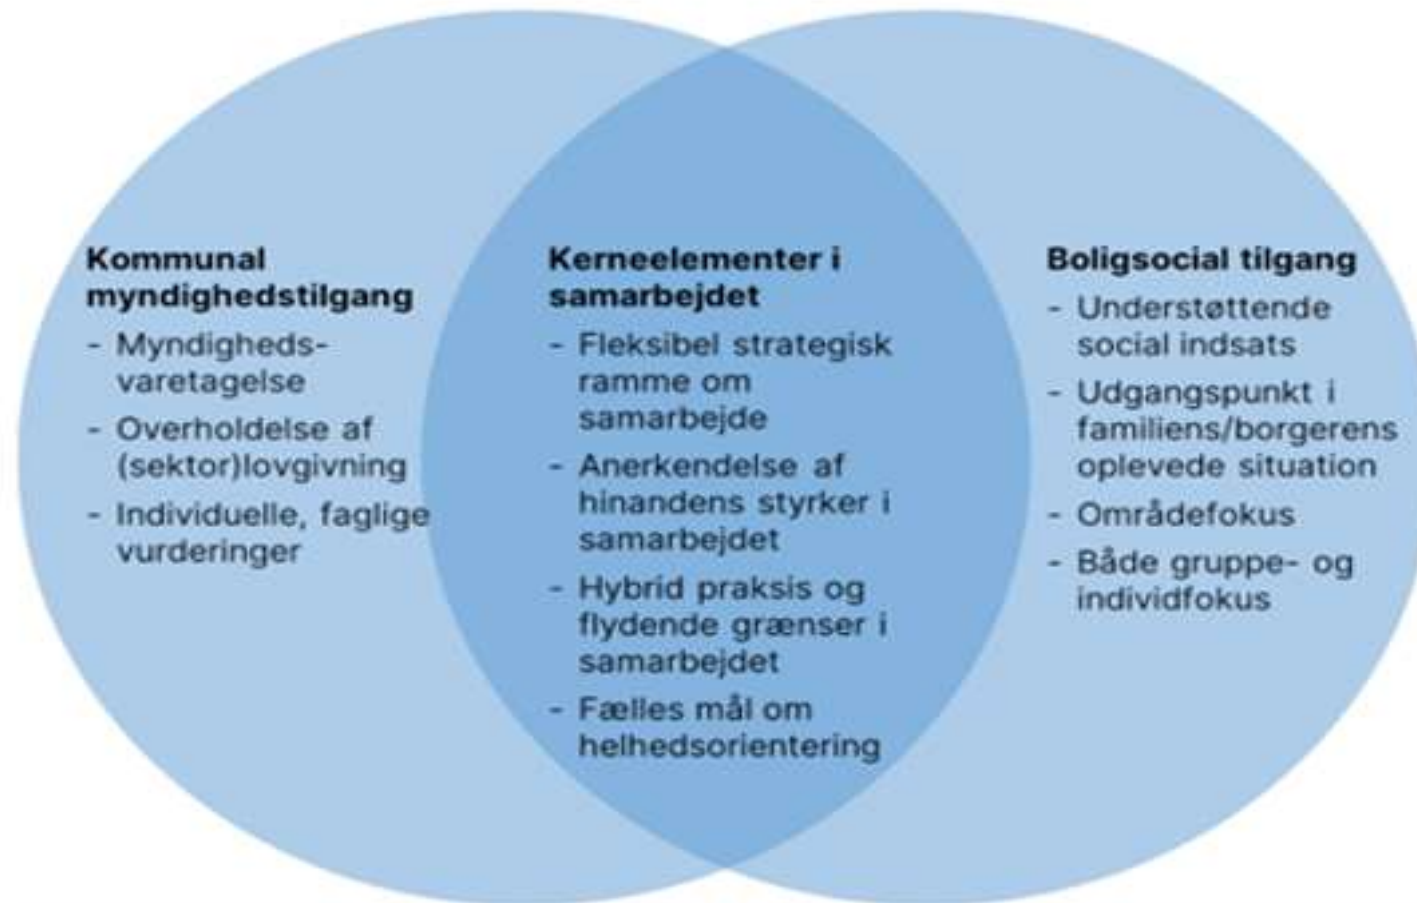 Kommunal
myndighedstilgang
- Myndigheds-
varetagelse
- Overholdelse af
(sektor)lovgivning
- Individuelle, faglige
vurderinger
Kerneelementer i
samarbejdet
- Fleksibel strategisk
ramme om
samarbejde
- Anerkendelse af
hinandens styrker i
samarbejdet
- Hybrid praksis og
flydende grænser i
samarbejdet
- Fælles mål om
helhedsorientering
Boligsocial tilgang
- Understøttende
social indsats
- Udgangspunkt i
familiens/borgerens
oplevede situation
- Områdefokus
- Både gruppe- og
individfokus